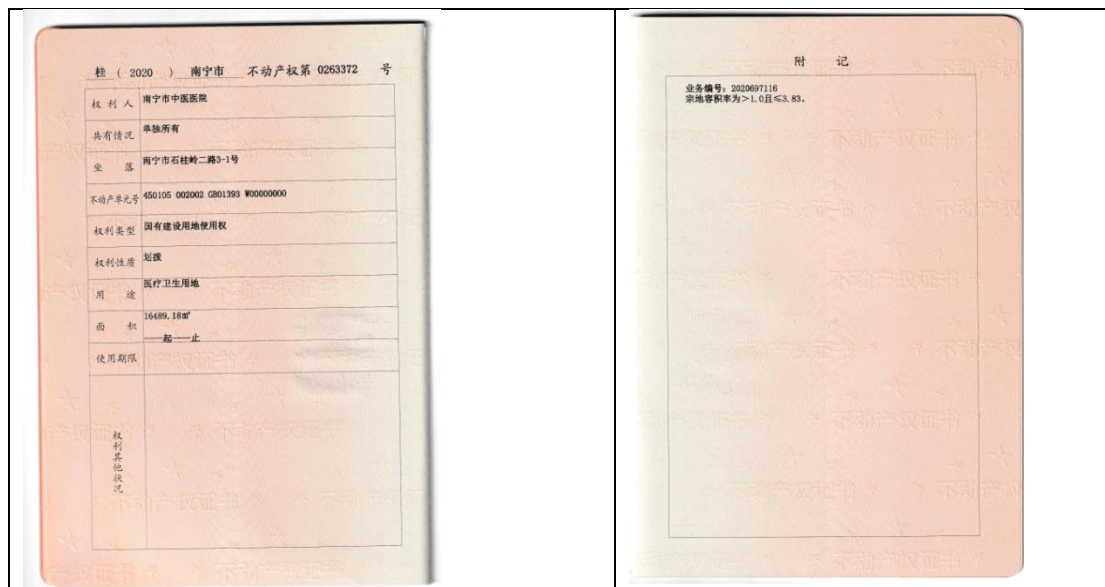 桂 ( 2020 ) 南宁市 不动产权第 0263372 号
权利人 南宁市中医医院
共有情况 单独所有
坐落 南宁市石柱岭二路3-1号
不动产单元号 450105 002002 GB01393 W00000000
权利类型 国有建设用地使用权
权利性质 划拨
用途 医疗卫生用地
面积 16489.18㎡
使用期限 ——起——止
权利其他状况
附 记
业务编号：2020697116
宗地容积率为>1.0且≤3.83。